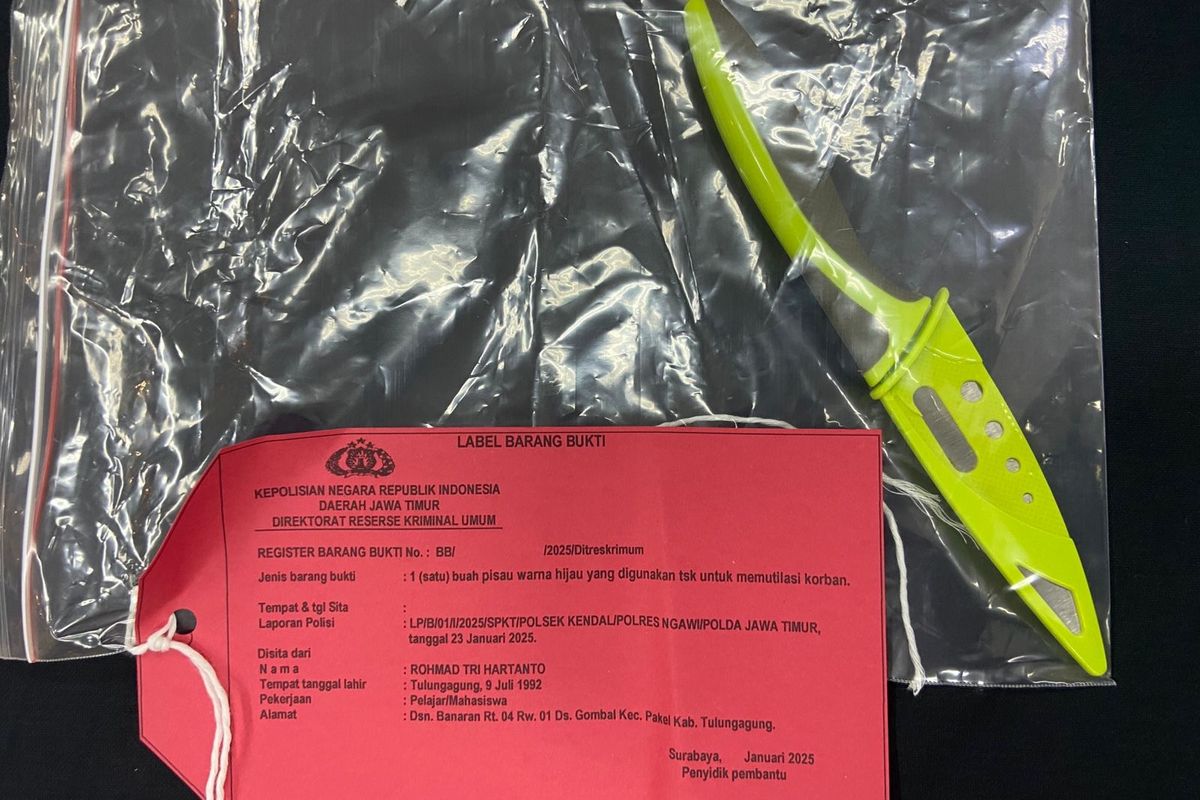 LABEL BARANG BUKTI
KEPOLISIAN NEGARA REPUBLIK INDONESIA
DAERAH JAWA TIMUR
DIREKTORAT RESERSE KRIMINAL UMUM
REGISTER BARANG BUKTI No. : BB/ /2025/Ditreskrimum
Jenis barang bukti : 1 (satu) buah pisau warna hijau yang digunakan tsk untuk memutilasi korban.
Tempat & tgl Sita :
Laporan Polisi : LP/B/01/I/2025/SPKT/POLSEK KENDAL/POLRES NGAWI/POLDA JAWA TIMUR,
tanggal 23 Januari 2025.
Disita dari
N a m a : ROHMAD TRI HARTANTO
Tempat tanggal lahir : Tulungagung, 9 Juli 1992
Pekerjaan : Pelajar/Mahasiswa
Alamat : Dsn. Banaran Rt. 04 Rw. 01 Ds. Gombal Kec. Pakel Kab. Tulungagung.
Surabaya, Januari 2025
Penyidik pembantu